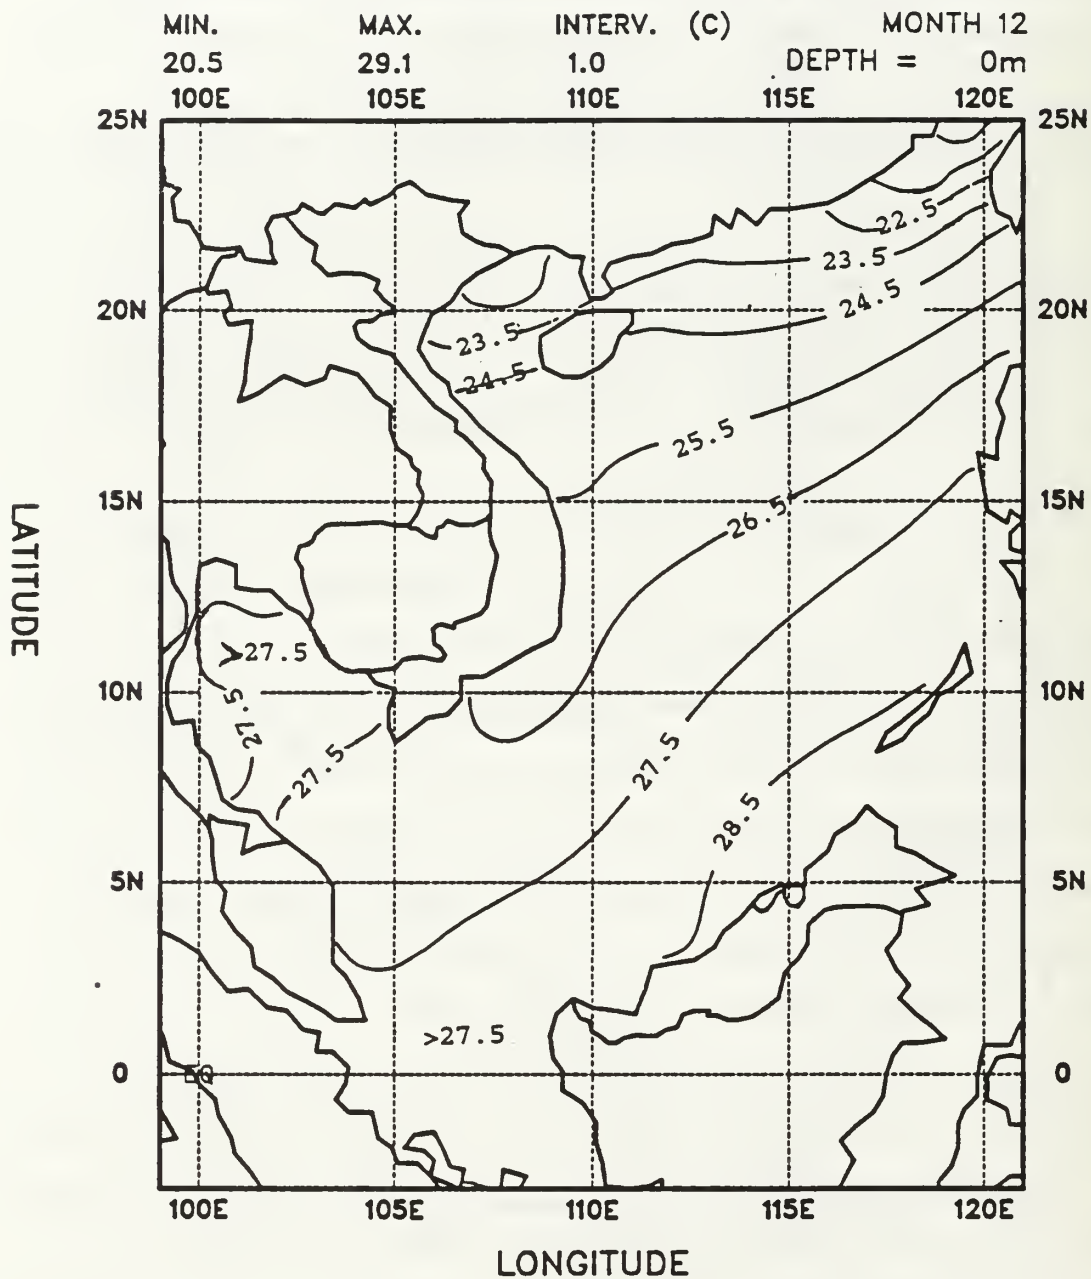 MIN. MAX. INTERV. (C) MONTH 12
20.5 29.1 1.0 DEPTH = 0m
100E 105E 110E 115E 120E
25N 25N
22.5
23.5
24.5
20N 20N
23.5
24.5
25.5
15N 15N
26.5
>27.5
10N 10N
27.5
27.5
27.5
28.5
5N 5N
>27.5
0 EQ 0
100E 105E 110E 115E 120E
LONGITUDE
LATITUDE